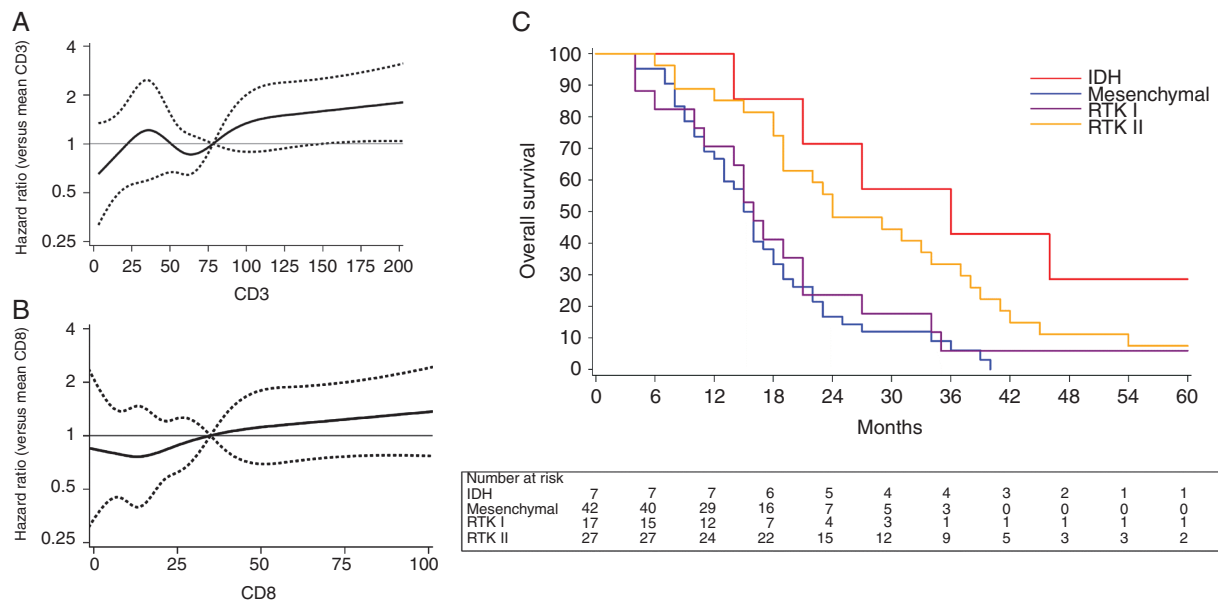 A
Hazard ratio (versus mean CD3)
4
2
1
0.5
0.25
0 25 50 75 100 125 150 175 200
CD3
B
Hazard ratio (versus mean CD8)
4
2
1
0.5
0.25
0 25 50 75 100
CD8
C
Overall survival
100
90
80
70
60
50
40
30
20
10
0
IDH
Mesenchymal
RTK I
RTK II
0 6 12 18 24 30 36 42 48 54 60
Months
Number at risk
IDH 7 7 7 6 5 4 4 3 2 1 1
Mesenchymal 42 40 29 16 7 5 3 0 0 0 0
RTK I 17 15 12 7 4 3 1 1 1 1 1
RTK II 27 27 24 22 15 12 9 5 3 3 2